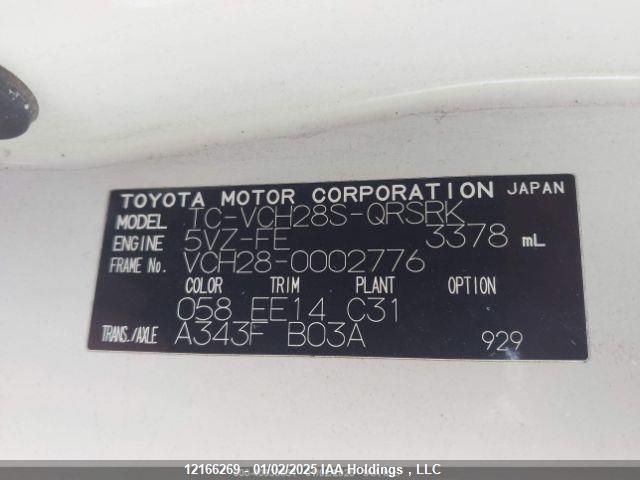 TOYOTA MOTOR CORPORATION JAPAN
MODEL TC-VCH28S-QRSRK
ENGINE 5VZ-FE 3378 mL
FRAME No. VCH28-0002776
COLOR TRIM PLANT OPTION
058 EE14 C31
TRANS./AXLE A343F B03A 929
12166269 - 01/02/2025 IAA Holdings , LLC